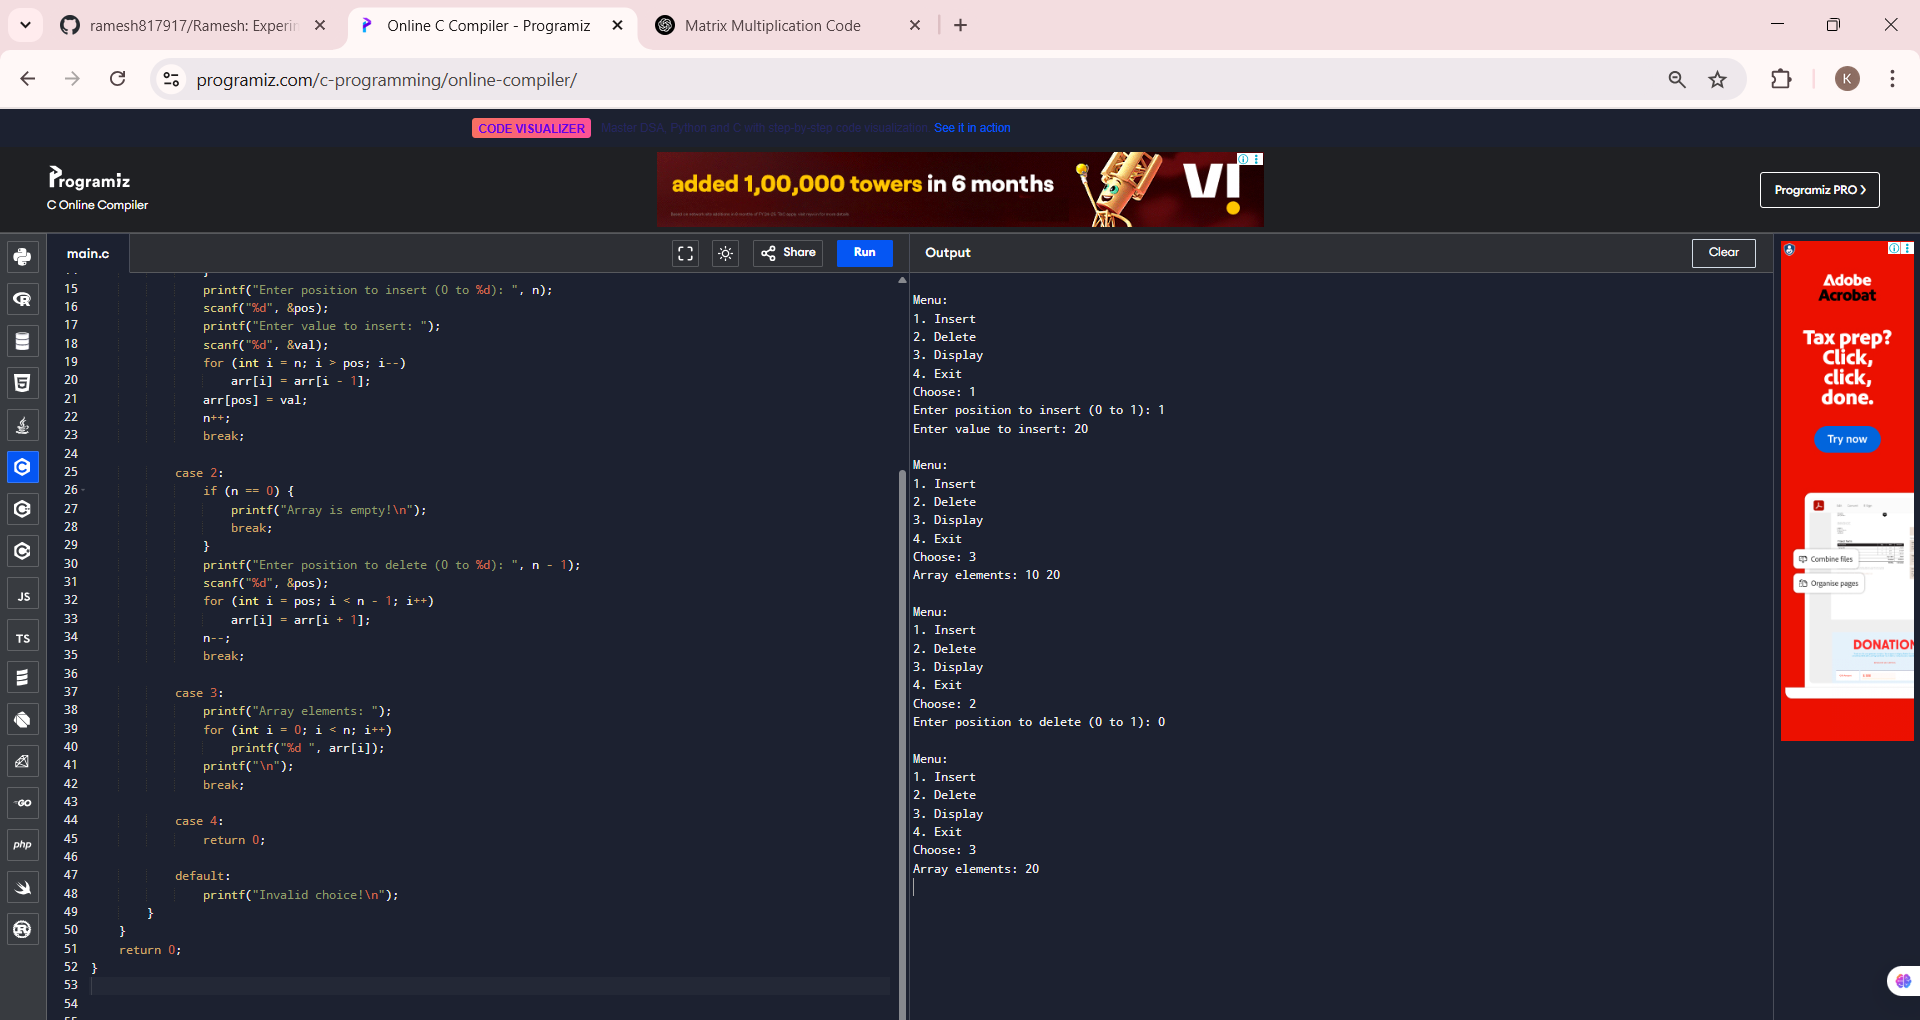 ramesh817917/Ramesh: Experin
Online C Compiler - Programiz
Matrix Multiplication Code
programiz.com/c-programming/online-compiler/
K
CODE VISUALIZER Master DSA, Python and C with step-by-step code visualization. See it in action
Programiz
C Online Compiler
added 1,00,000 towers in 6 months
VI
Programiz PRO
main.c
Share
Run
Output
Clear
15 printf("Enter position to insert (0 to %d): ", n);
16 scanf("%d", &pos);
17 printf("Enter value to insert: ");
18 scanf("%d", &val);
19 for (int i = n; i > pos; i--)
20 arr[i] = arr[i - 1];
21 arr[pos] = val;
22 n++;
23 break;
24
25 case 2:
26 if (n == 0) {
27 printf("Array is empty!\n");
28 break;
29 }
30 printf("Enter position to delete (0 to %d): ", n - 1);
31 scanf("%d", &pos);
32 for (int i = pos; i < n - 1; i++)
33 arr[i] = arr[i + 1];
34 n--;
35 break;
36
37 case 3:
38 printf("Array elements: ");
39 for (int i = 0; i < n; i++)
40 printf("%d ", arr[i]);
41 printf("\n");
42 break;
43
44 case 4:
45 return 0;
46
47 default:
48 printf("Invalid choice!\n");
49 }
50 }
51 return 0;
52 }
53
54
Menu:
1. Insert
2. Delete
3. Display
4. Exit
Choose: 1
Enter position to insert (0 to 1): 1
Enter value to insert: 20
Menu:
1. Insert
2. Delete
3. Display
4. Exit
Choose: 3
Array elements: 10 20
Menu:
1. Insert
2. Delete
3. Display
4. Exit
Choose: 2
Enter position to delete (0 to 1): 0
Menu:
1. Insert
2. Delete
3. Display
4. Exit
Choose: 3
Array elements: 20
JS
TS
GO
php
Adobe
Acrobat
Tax prep?
Click,
click,
done.
Try now
Combine files
Organise pages
DONATION